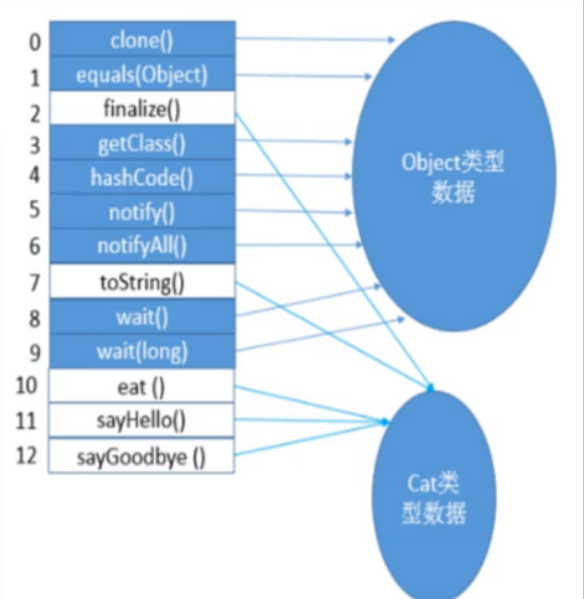 0 clone()
1 equals(Object)
2 finalize()
3 getClass()
4 hashCode()
5 notify()
6 notifyAll()
7 toString()
8 wait()
9 wait(long)
10 eat ()
11 sayHello()
12 sayGoodbye ()
Object类型
数据
Cat类
型数据